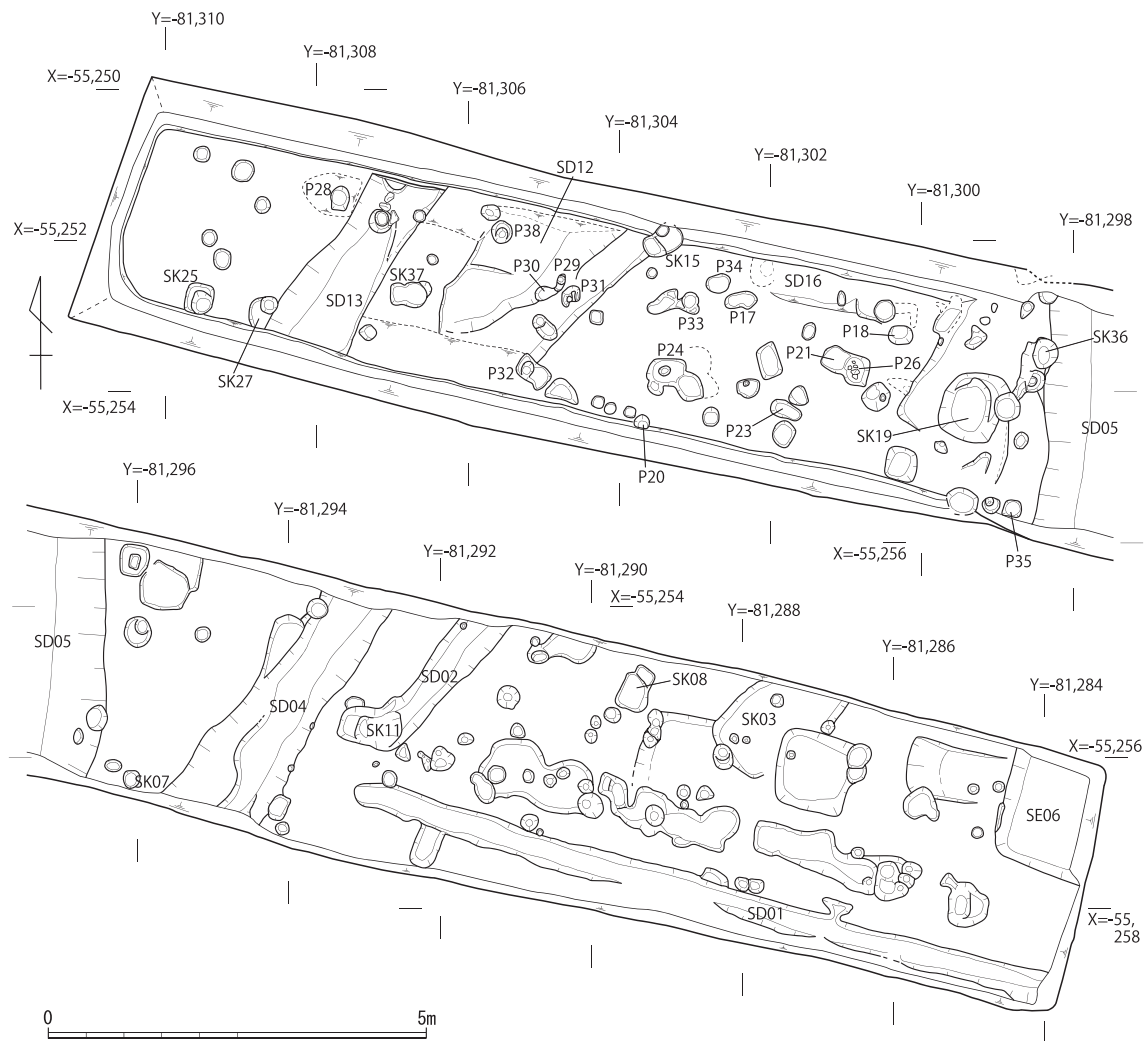 Y=-81,310
Y=-81,308
X=-55,250
Y=-81,306
Y=-81,304
Y=-81,302
SD12
Y=-81,300
P28
Y=-81,298
X=-55,252
P38
SK15
P34
SD16
SK25
SK37
P30
P29
P31
SD13
P33
P17
P18
SK36
P24
P21
P26
SK27
P32
X=-55,254
P23
SK19
SD05
P20
Y=-81,296
Y=-81,294
P35
Y=-81,292
X=-55,256
Y=-81,290
X=-55,254
Y=-81,288
SD05
Y=-81,286
SD02
SK08
Y=-81,284
SD04
SK03
SK11
X=-55,256
SK07
SE06
SD01
X=-55,
258
0
5m